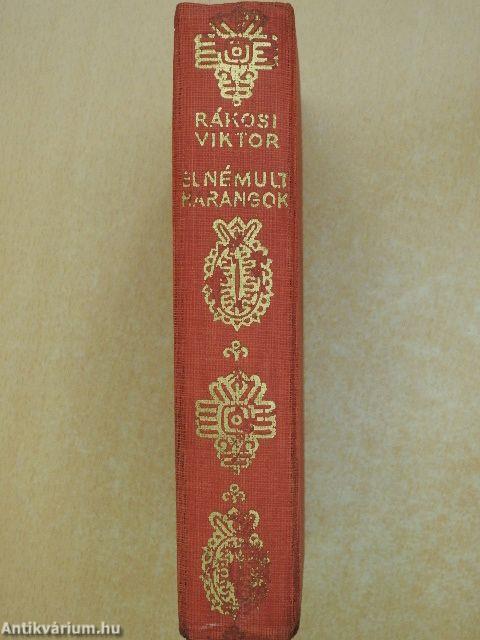 RÁKOSI
VIKTOR
ELNÉMULT
HARANGOK
Antikvárium.hu